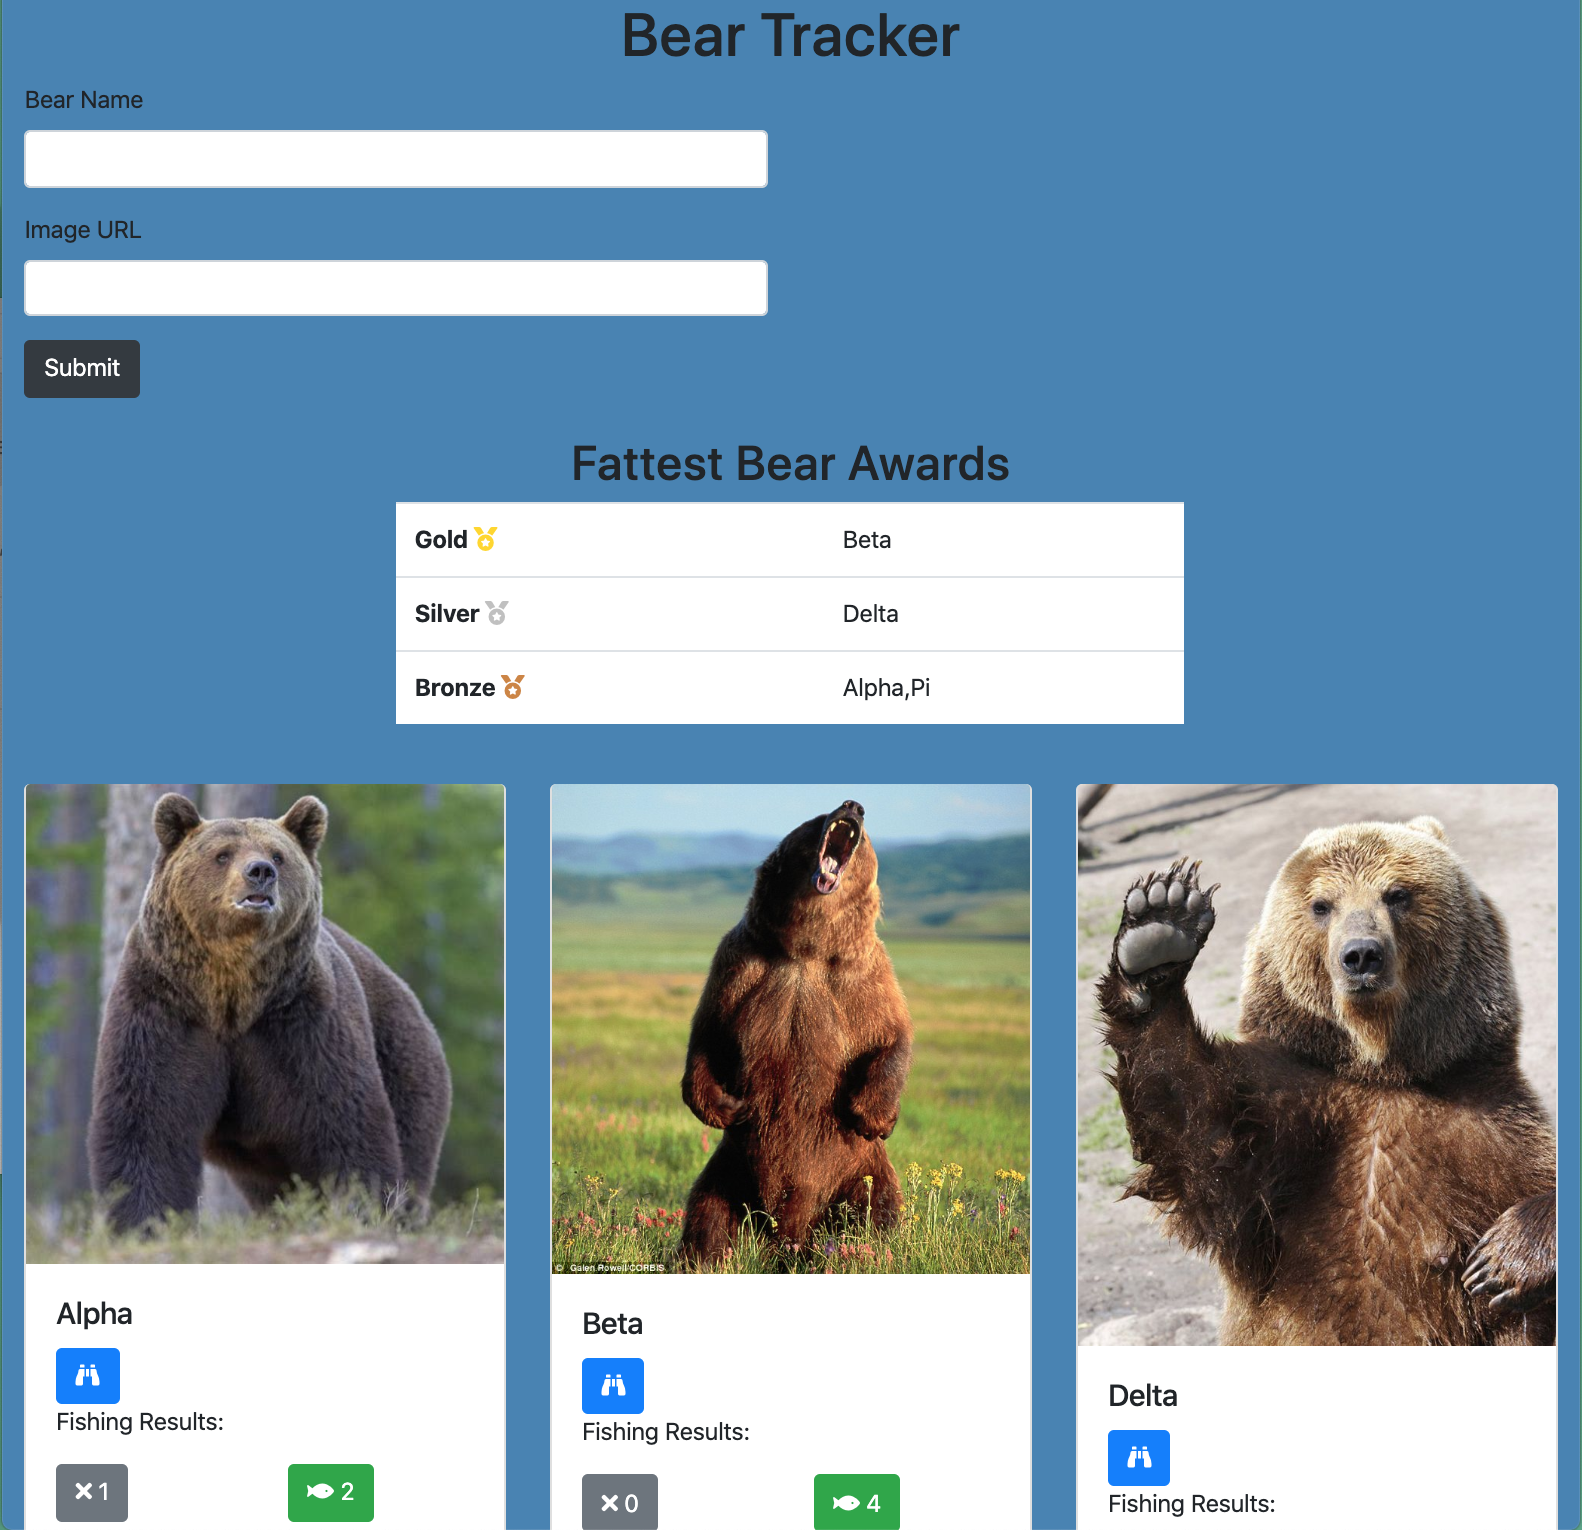 Bear Tracker
Bear Name
Image URL
Submit
Fattest Bear Awards
Gold Beta
Silver Delta
Bronze Alpha,Pi
© Galen Rowell/CORBIS
Alpha
Fishing Results:
1 2
Beta
Fishing Results:
0 4
Delta
Fishing Results: